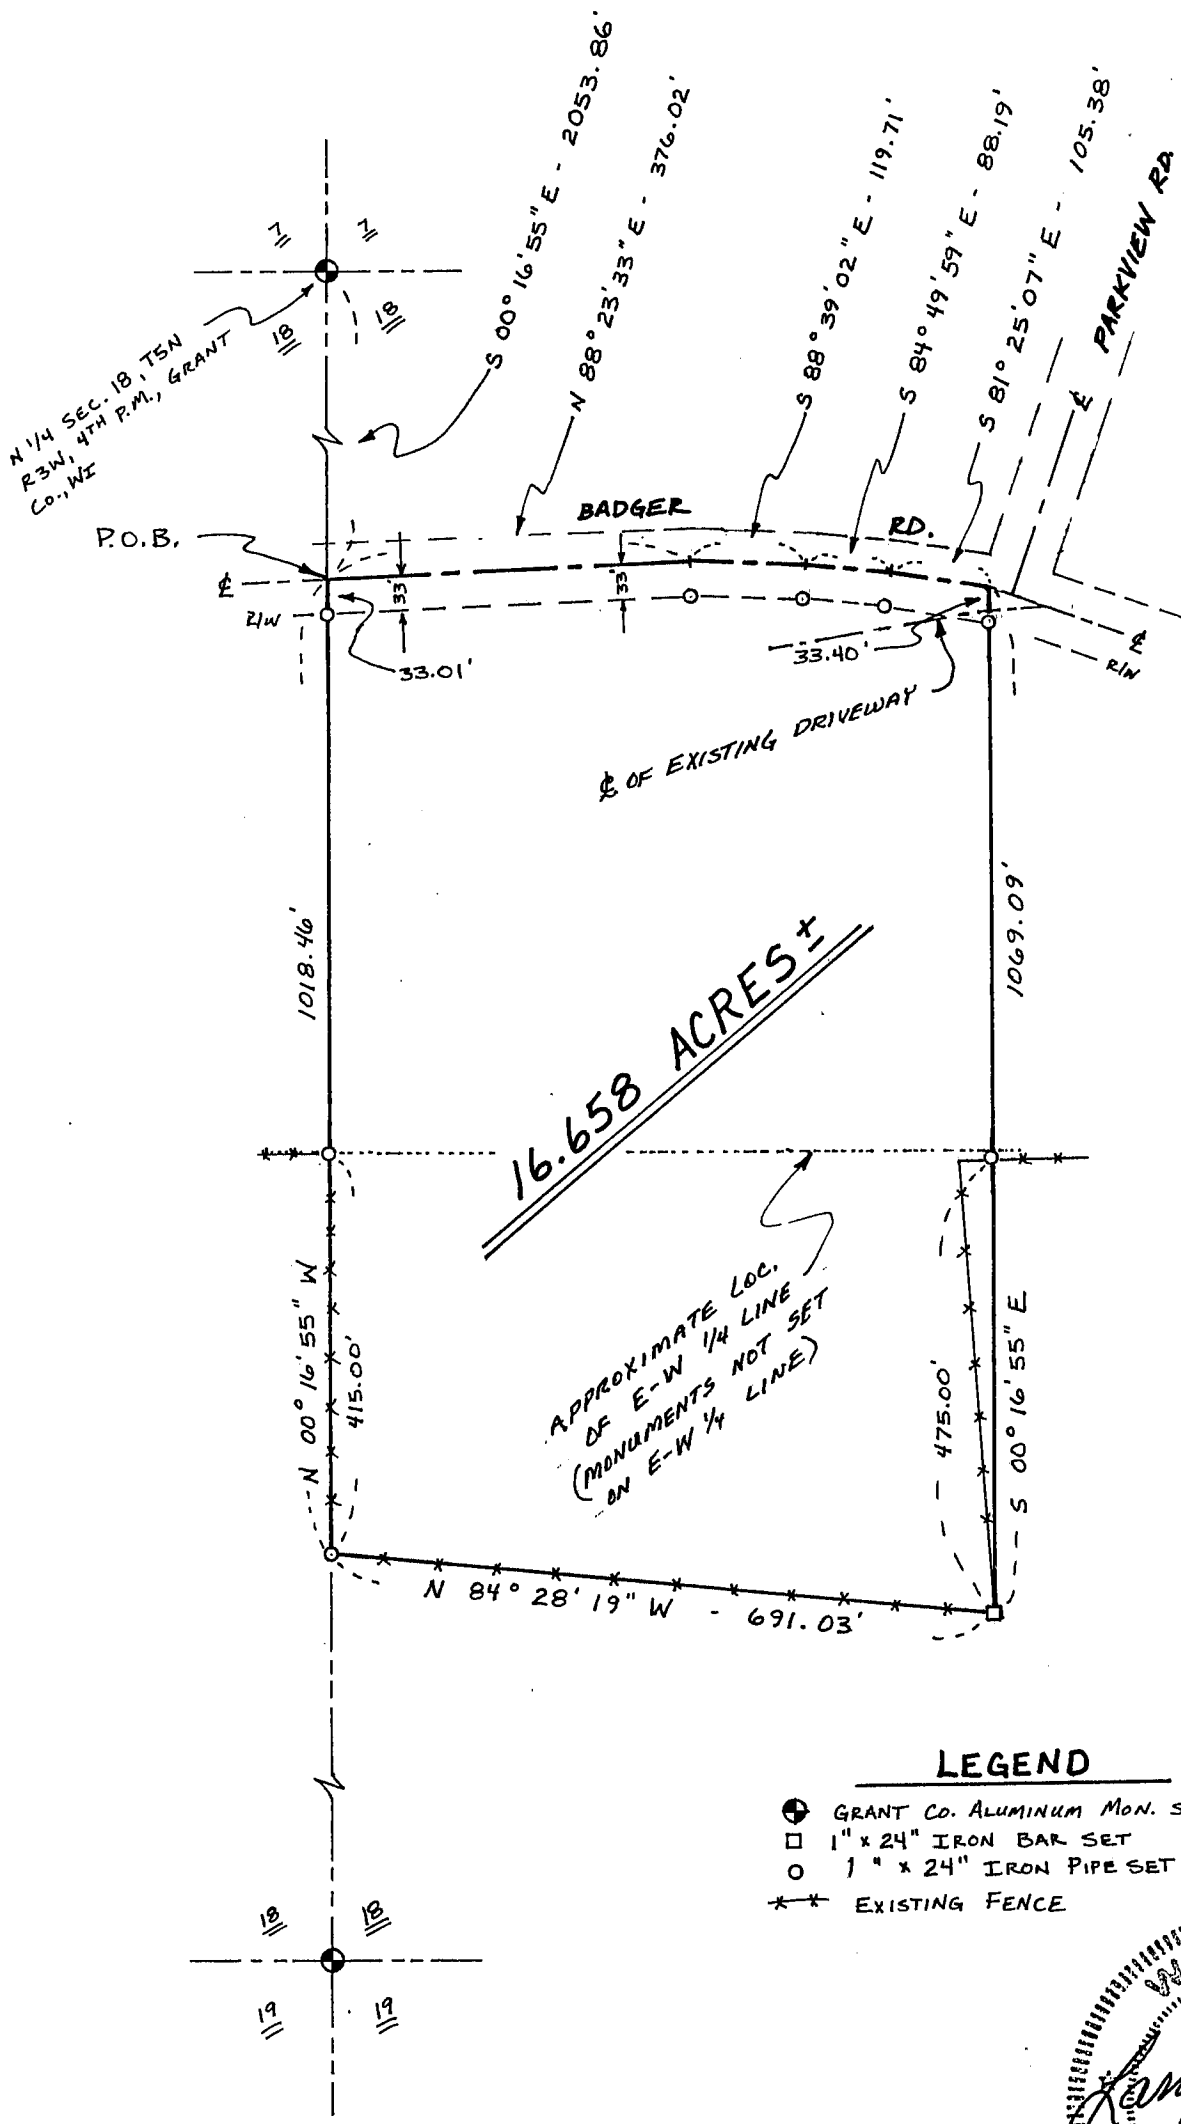 S 00° 16' 55" E - 2053.86'
N 88° 23' 33" E - 376.02'
S 88° 39' 02" E - 119.71'
S 84° 49' 59" E - 88.19'
S 81° 25' 07" E - 105.38'
PARKVIEW RD.
7
7
18
18
N 1/4 SEC. 18, T5N
R3W, 4TH P.M., GRANT
CO., WI
P.O.B.
BADGER
RD.
℄
℄
33'
33'
R/W
33.01'
33.40'
℄
R/W
℄ OF EXISTING DRIVEWAY
1018.46'
1069.09'
16.658 ACRES ±
APPROXIMATE LOC.
OF E-W 1/4 LINE
(MONUMENTS NOT SET
ON E-W 1/4 LINE)
N 00° 16' 55" W
415.00'
475.00'
S 00° 16' 55" E
N 84° 28' 19" W - 691.03'
LEGEND
GRANT CO. ALUMINUM MON. S
1" x 24" IRON BAR SET
1" x 24" IRON PIPE SET
EXISTING FENCE
18
18
19
19